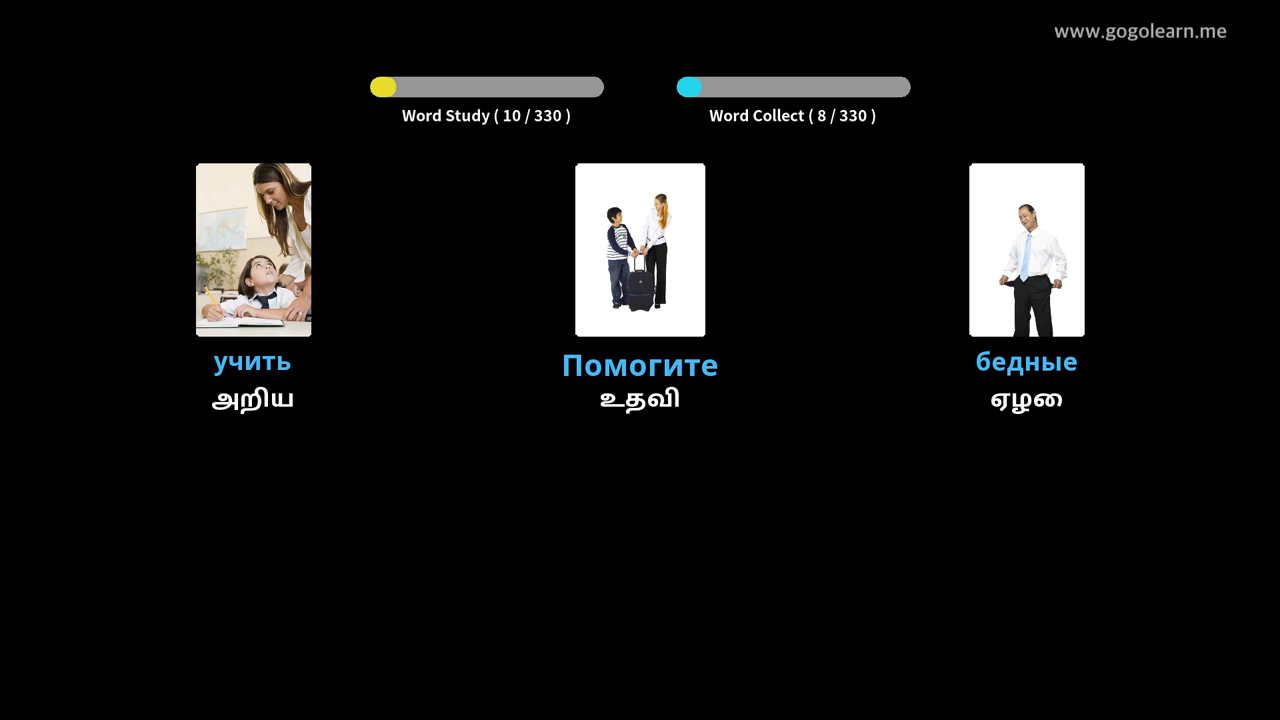 www.gogolearn.me
Word Study ( 10 / 330 )
Word Collect ( 8 / 330 )
учить
அறிய
Помогите
உதவி
бедные
ஏழை